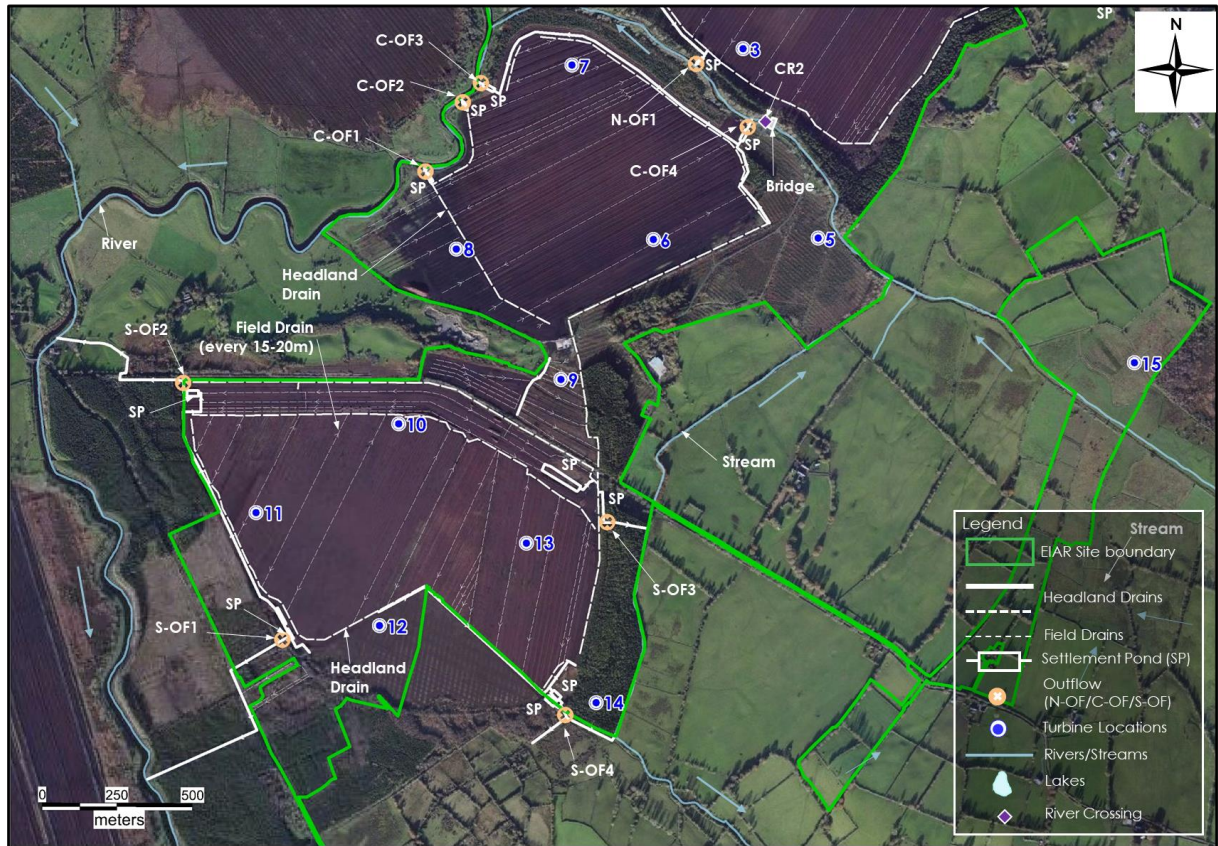 SP
N
C-OF3
7
3
CR2
C-OF2
SP
SP
SP
N-OF1
C-OF1
SP
SP
C-OF4
Bridge
River
8
6
5
Headland
Drain
S-OF2
Field Drain
(every 15-20m)
9
15
SP
10
Stream
SP
SP
11
13
S-OF3
SP
S-OF1
12
Headland
Drain
SP
SP
14
S-OF4
0 250 500
meters
Legend
Stream
EIAR Site boundary
Headland Drains
Field Drains
Settlement Pond (SP)
Outflow
(N-OF/C-OF/S-OF)
Turbine Locations
Rivers/Streams
Lakes
River Crossing